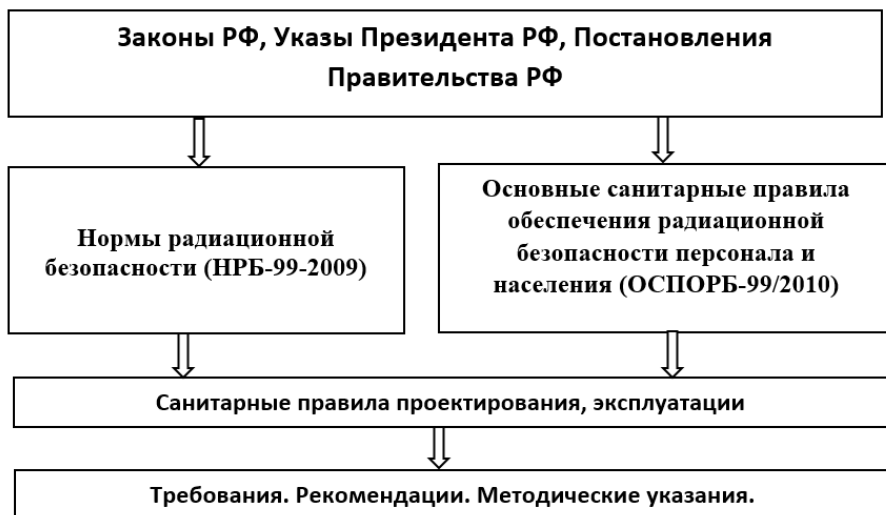 Законы РФ, Указы Президента РФ, Постановления
Правительства РФ
Нормы радиационной
безопасности (НРБ-99-2009)
Основные санитарные правила
обеспечения радиационной
безопасности персонала и
населения (ОСПОРБ-99/2010)
Санитарные правила проектирования, эксплуатации
Требования. Рекомендации. Методические указания.